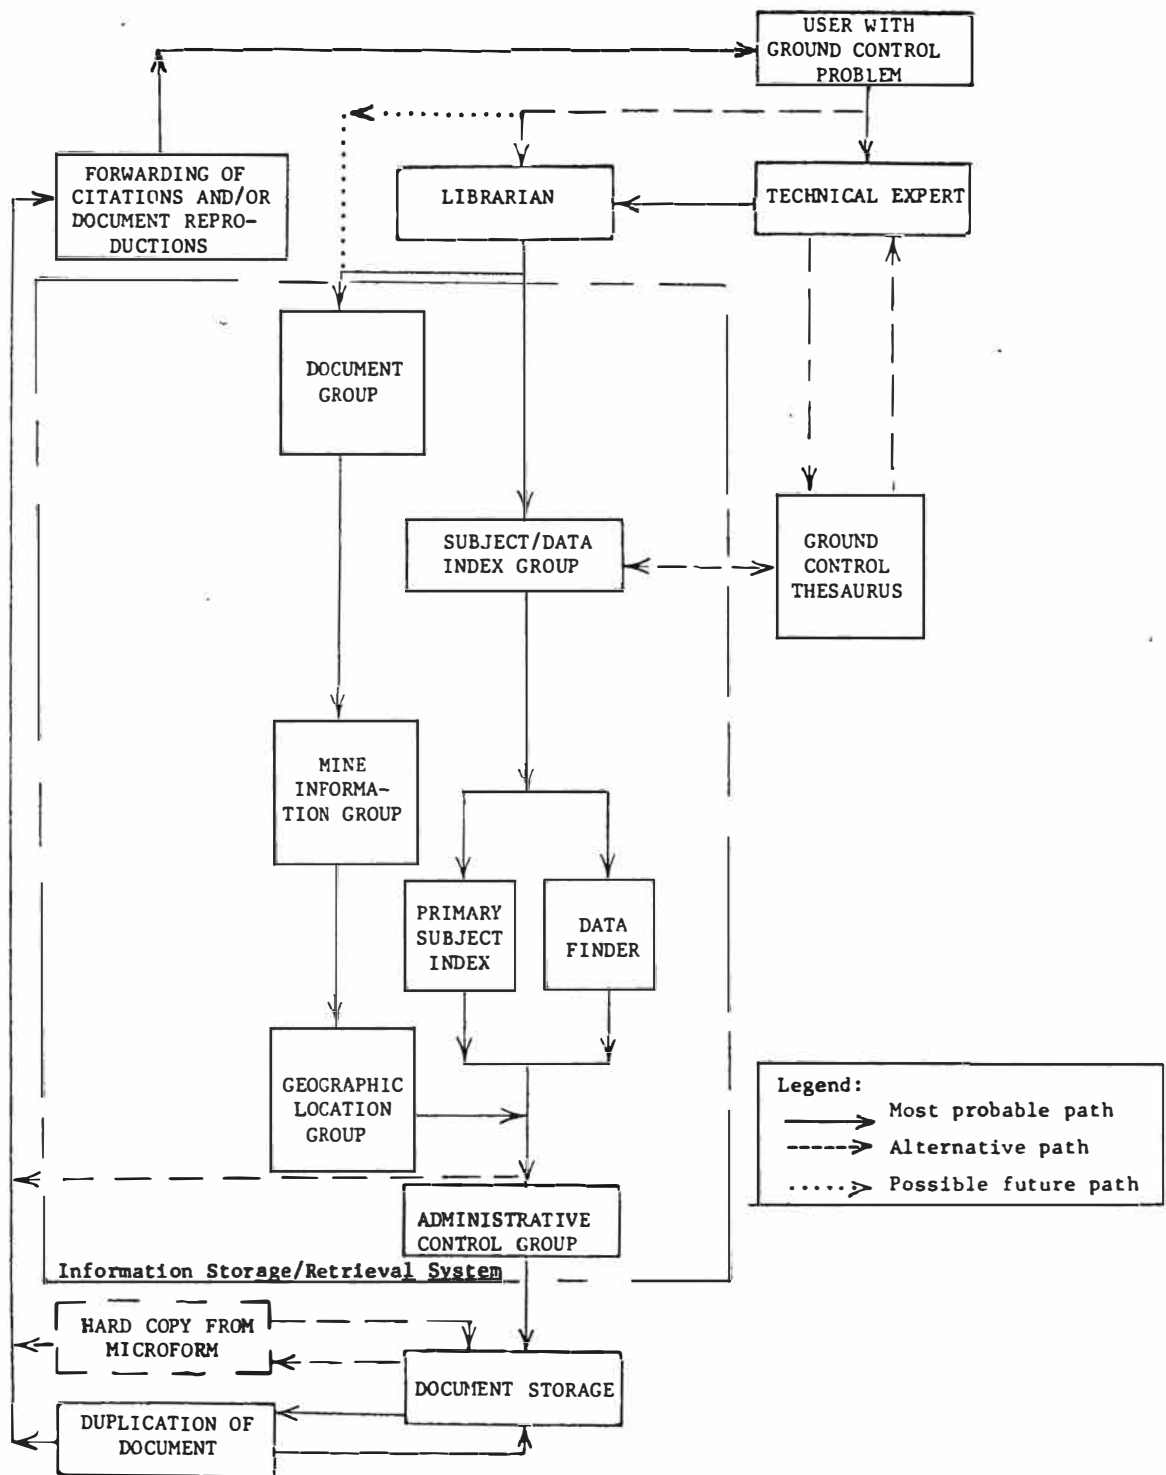 USER WITH
GROUND CONTROL
PROBLEM
FORWARDING OF
CITATIONS AND/OR
DOCUMENT REPRO-
DUCTIONS
LIBRARIAN
TECHNICAL EXPERT
DOCUMENT
GROUP
SUBJECT/DATA
INDEX GROUP
GROUND
CONTROL
THESAURUS
MINE
INFORMA-
TION GROUP
PRIMARY
SUBJECT
INDEX
DATA
FINDER
GEOGRAPHIC
LOCATION
GROUP
Legend:
Most probable path
Alternative path
Possible future path
ADMINISTRATIVE
CONTROL GROUP
Information Storage/Retrieval System
HARD COPY FROM
MICROFORM
DOCUMENT STORAGE
DUPLICATION OF
DOCUMENT